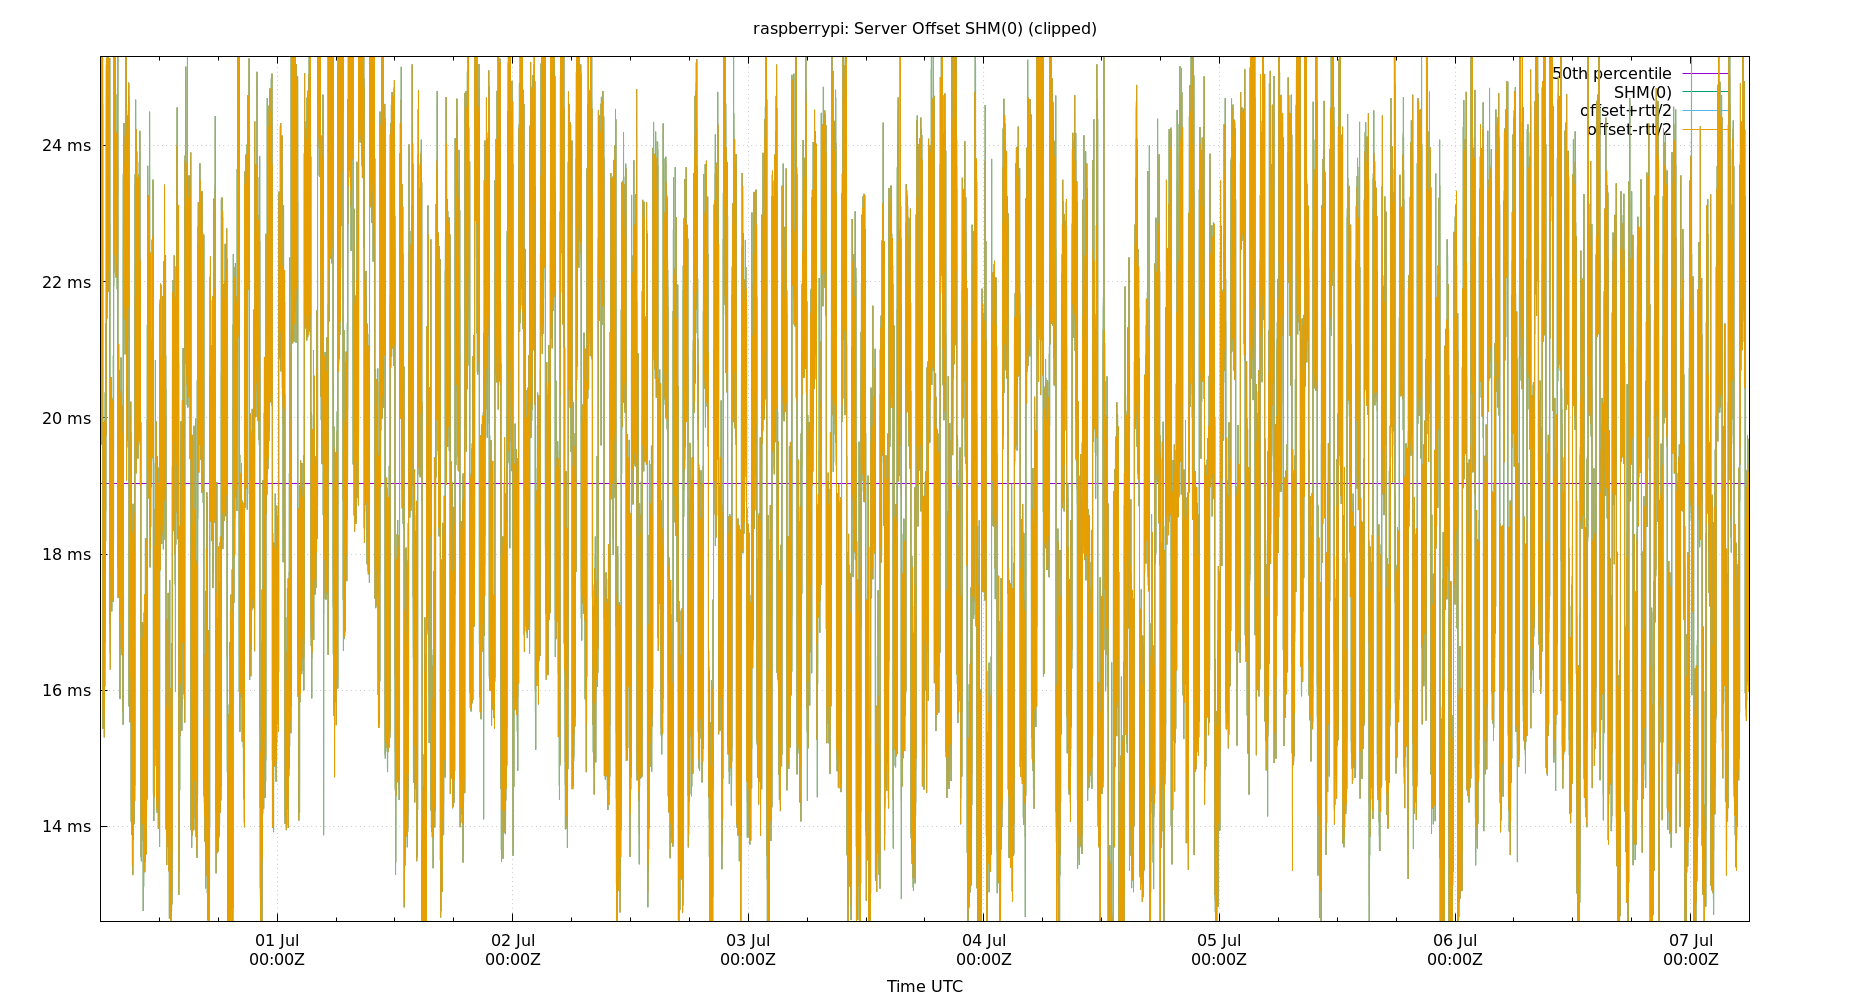 raspberrypi: Server Offset SHM(0) (clipped)
50th percentile
SHM(0)
offset+rtt/2
offset-rtt/2
24 ms
22 ms
20 ms
18 ms
16 ms
14 ms
01 Jul 02 Jul 03 Jul 04 Jul 05 Jul 06 Jul 07 Jul
00:00Z 00:00Z 00:00Z 00:00Z 00:00Z 00:00Z 00:00Z
Time UTC